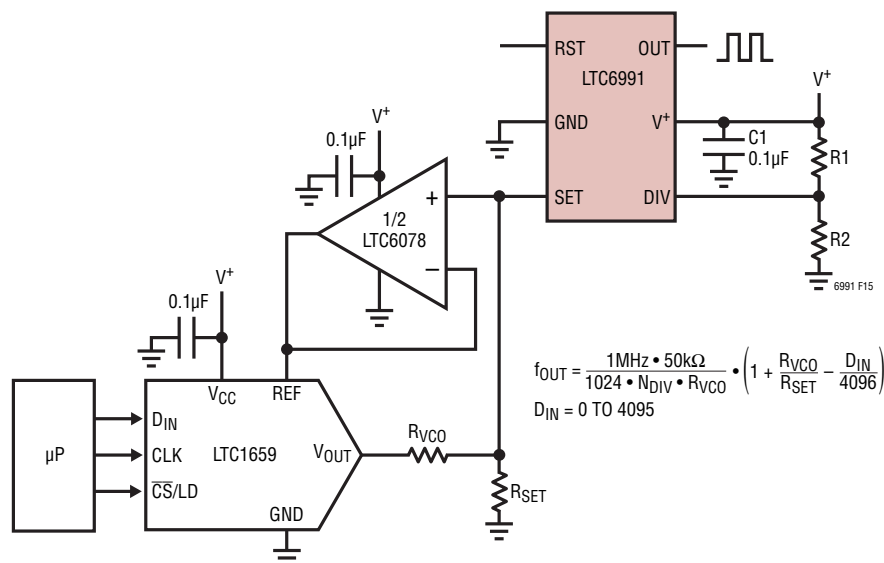 RST
OUT
LTC6991
GND
V+
SET
DIV
V+
C1
0.1µF
R1
R2
6991 F15
V+
0.1µF
+
1/2
LTC6078
−
V+
0.1µF
VCC
REF
µP
DIN
CLK
CS/LD
LTC1659
VOUT
GND
RVCO
RSET
fOUT = 1MHz • 50kΩ / 1024 • NDIV • RVCO • (1 + RVCO / RSET − DIN / 4096)
DIN = 0 TO 4095